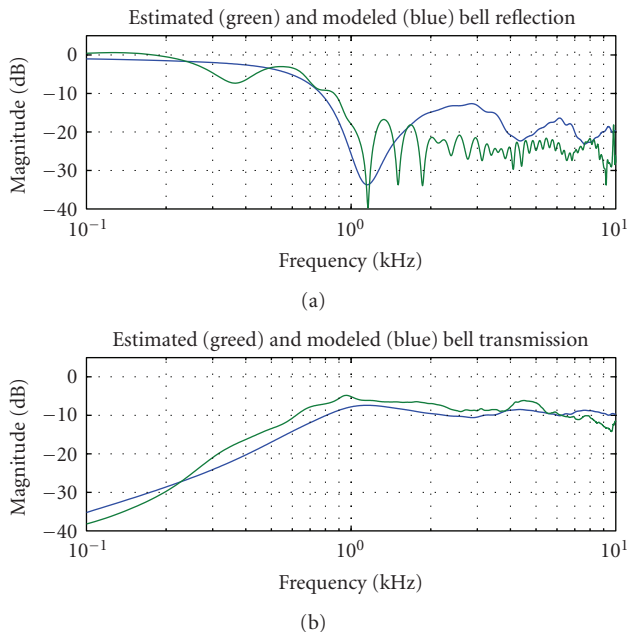 Estimated (green) and modeled (blue) bell reflection
0
−10
−20
−30
−40
Magnitude (dB)
10−1
100
101
Frequency (kHz)
(a)
Estimated (greed) and modeled (blue) bell transmission
0
−10
−20
−30
−40
Magnitude (dB)
10−1
100
101
Frequency (kHz)
(b)